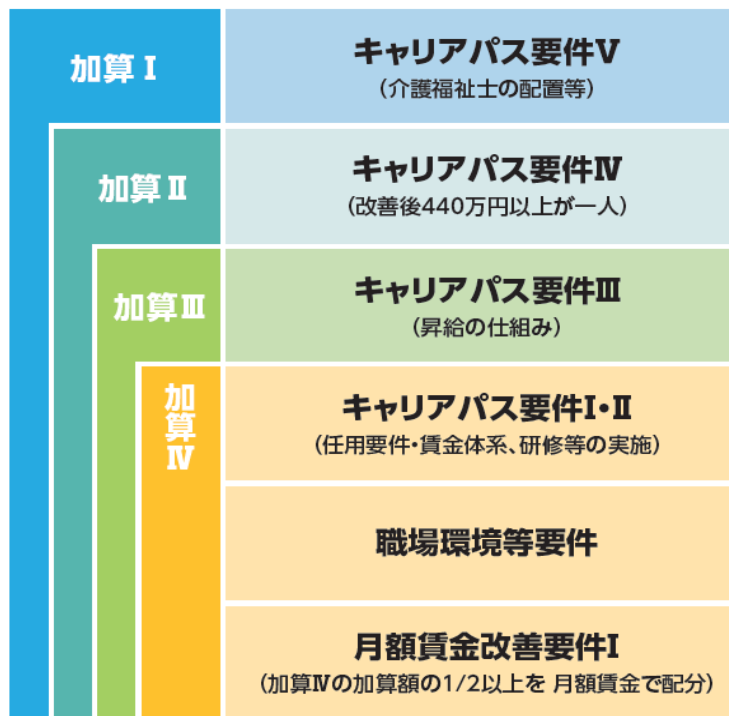 加算Ⅰ
キャリアパス要件Ⅴ
（介護福祉士の配置等）
加算Ⅱ
キャリアパス要件Ⅳ
（改善後440万円以上が一人）
加算Ⅲ
キャリアパス要件Ⅲ
（昇給の仕組み）
加算Ⅳ
キャリアパス要件Ⅰ・Ⅱ
（任用要件・賃金体系、研修等の実施）
職場環境等要件
月額賃金改善要件Ⅰ
（加算Ⅳの加算額の1/2以上を 月額賃金で配分）